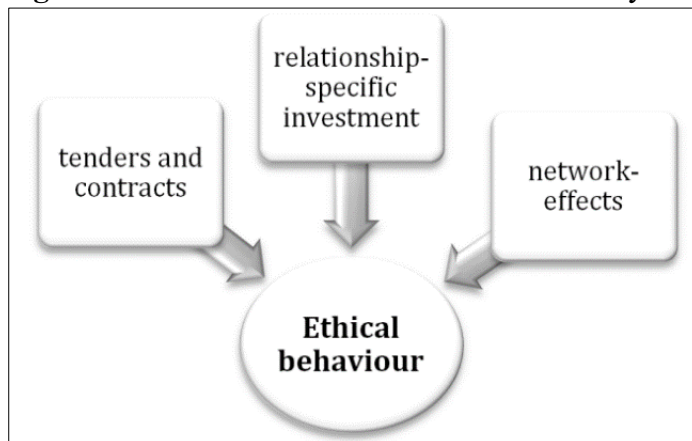 relationship-
specific
investment
tenders and
contracts
network-
effects
Ethical
behaviour